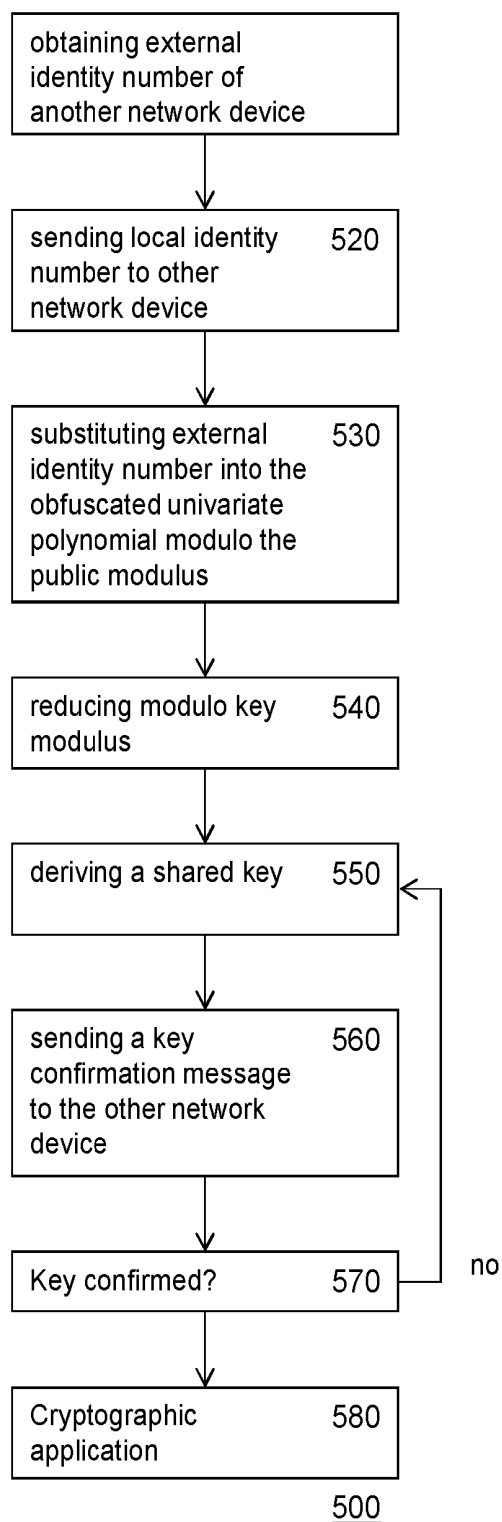 obtaining external
identity number of
another network device
sending local identity 520
number to other
network device
substituting external 530
identity number into the
obfuscated univariate
polynomial modulo the
public modulus
reducing modulo key 540
modulus
deriving a shared key 550
sending a key 560
confirmation message
to the other network
device
Key confirmed? 570
no
Cryptographic 580
application
500